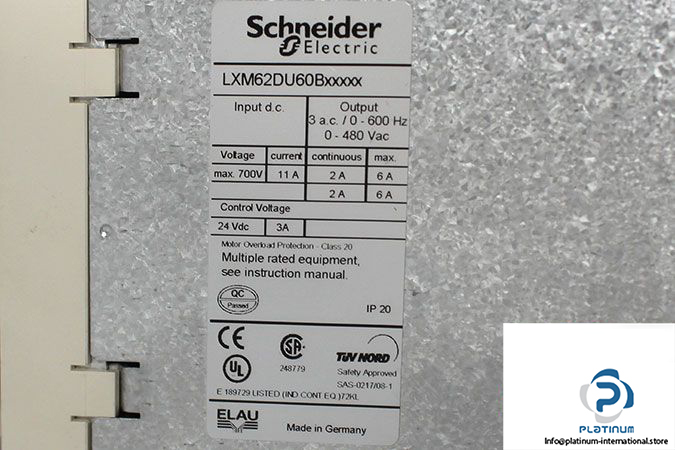 Schneider
Electric
LXM62DU60Bxxxxx
Input d.c. Output
3 a.c. / 0 - 600 Hz
0 - 480 Vac
Voltage current continuous max.
max. 700V 11 A 2 A 6 A
2 A 6 A
Control Voltage
24 Vdc 3A
Motor Overload Protection - Class 20
Multiple rated equipment,
see instruction manual.
QC
Passed
IP 20
CE
UL
SA
248779
TÜV NORD
Safety Approved
SAS-0217/08-1
E 189729 LISTED (IND.CONT.EQ.)72KL
ELAU
Made in Germany
PLATINUM
Info@platinum-international.store